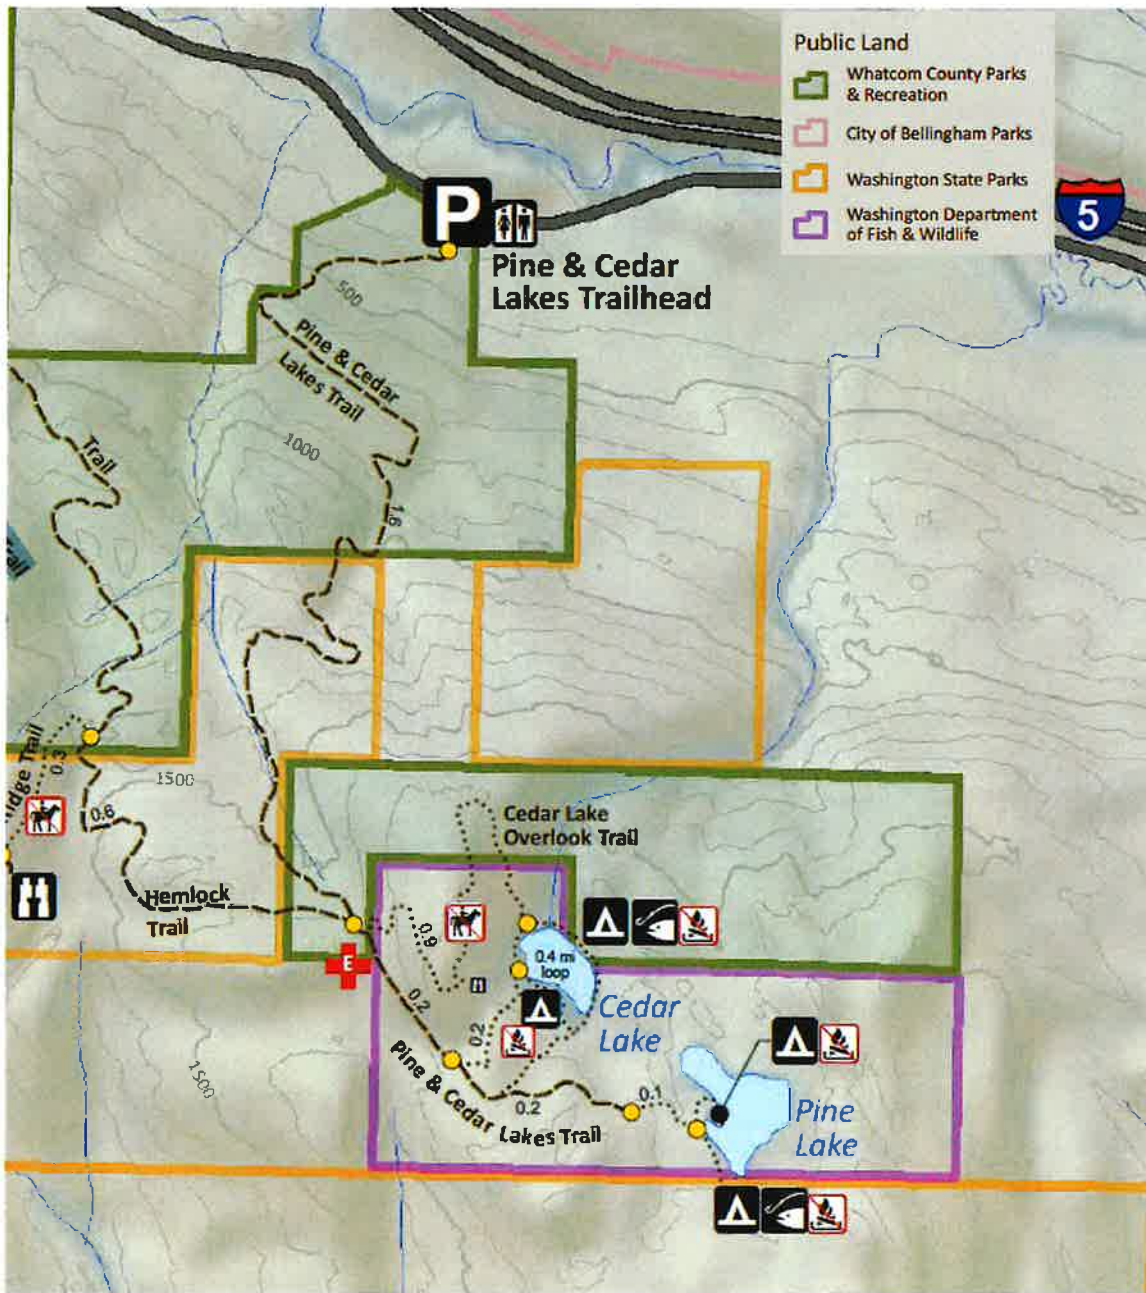 Public Land
Whatcom County Parks
& Recreation
City of Bellingham Parks
Washington State Parks
Washington Department
of Fish & Wildlife
5
P
Pine & Cedar
Lakes Trailhead
500
Pine & Cedar
Lakes Trail
1000
Trail
1.6
0.3
1500
0.6
Cedar Lake
Overlook Trail
Hemlock
Trail
0.9
E
0.4 mi
loop
0.2
Cedar
Lake
0.2
1500
Pine & Cedar Lakes Trail
0.2
0.1
Pine
Lake